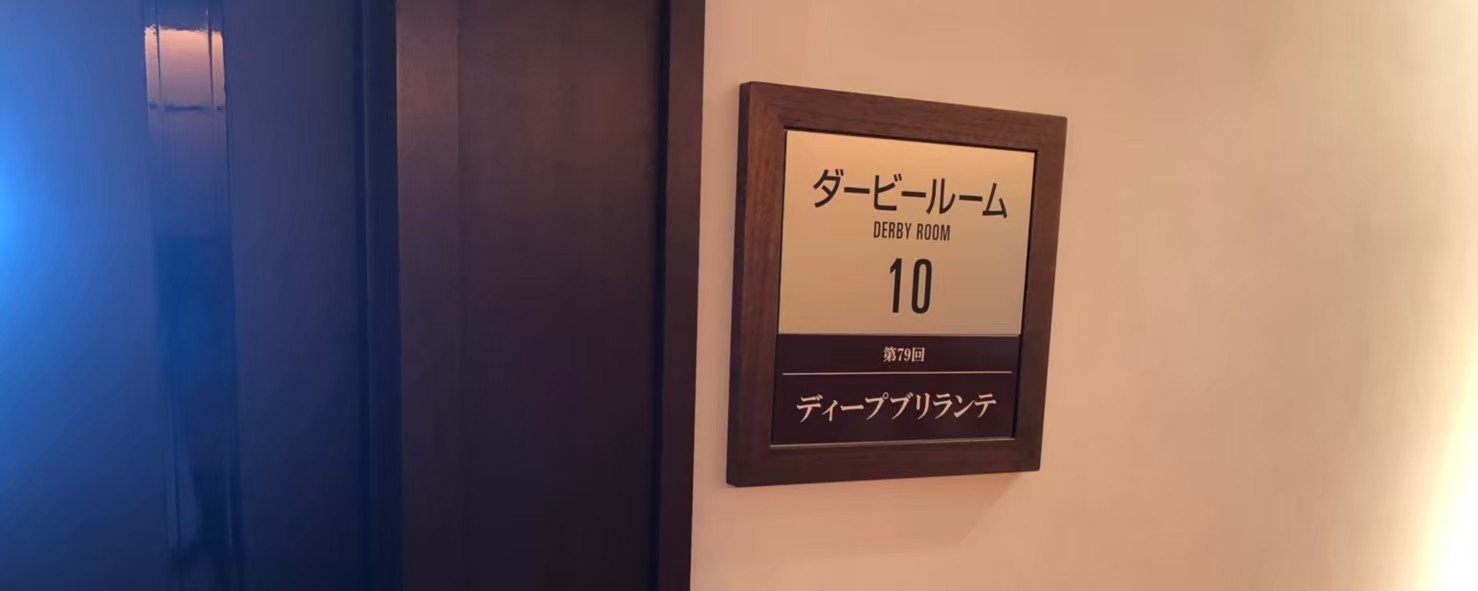 ダービールーム
DERBY ROOM
10
第79回
ディープブリランテ